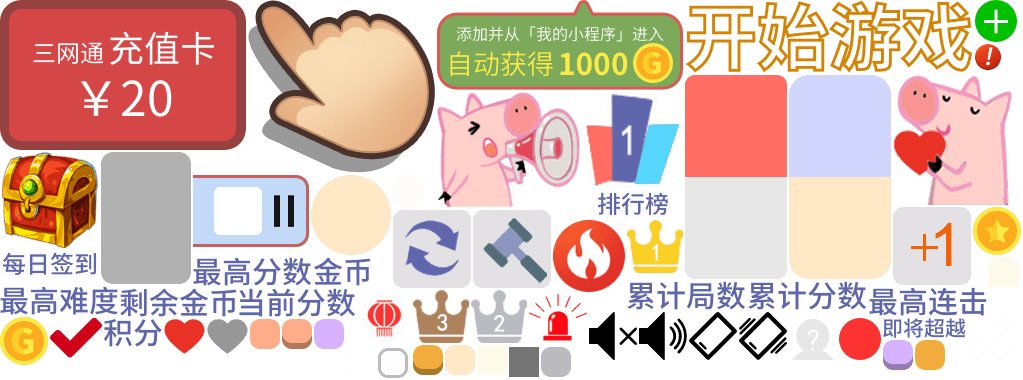 三网通 充值卡
￥20
添加并从「我的小程序」进入
自动获得 1000 G
开始游戏
+
!
1
排行榜
每日签到
最高分数
金币
1
+1
最高难度
剩余金币
当前分数
累计局数
累计分数
最高连击
G
积分
3
2
?
即将超越